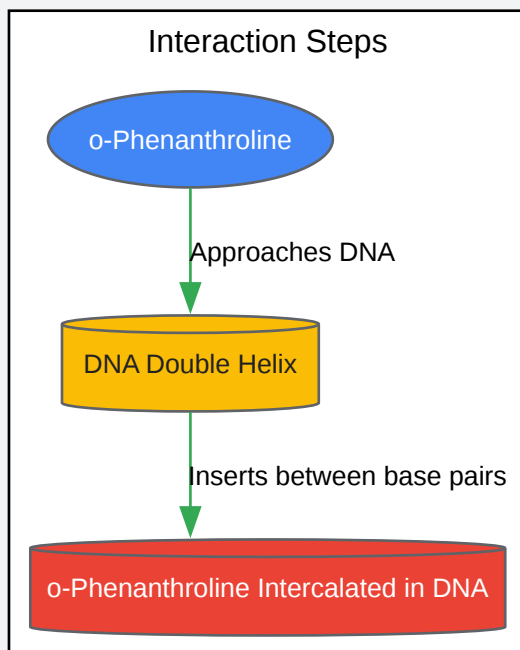 Interaction Steps
o-Phenanthroline
Approaches DNA
DNA Double Helix
Inserts between base pairs
o-Phenanthroline Intercalated in DNA